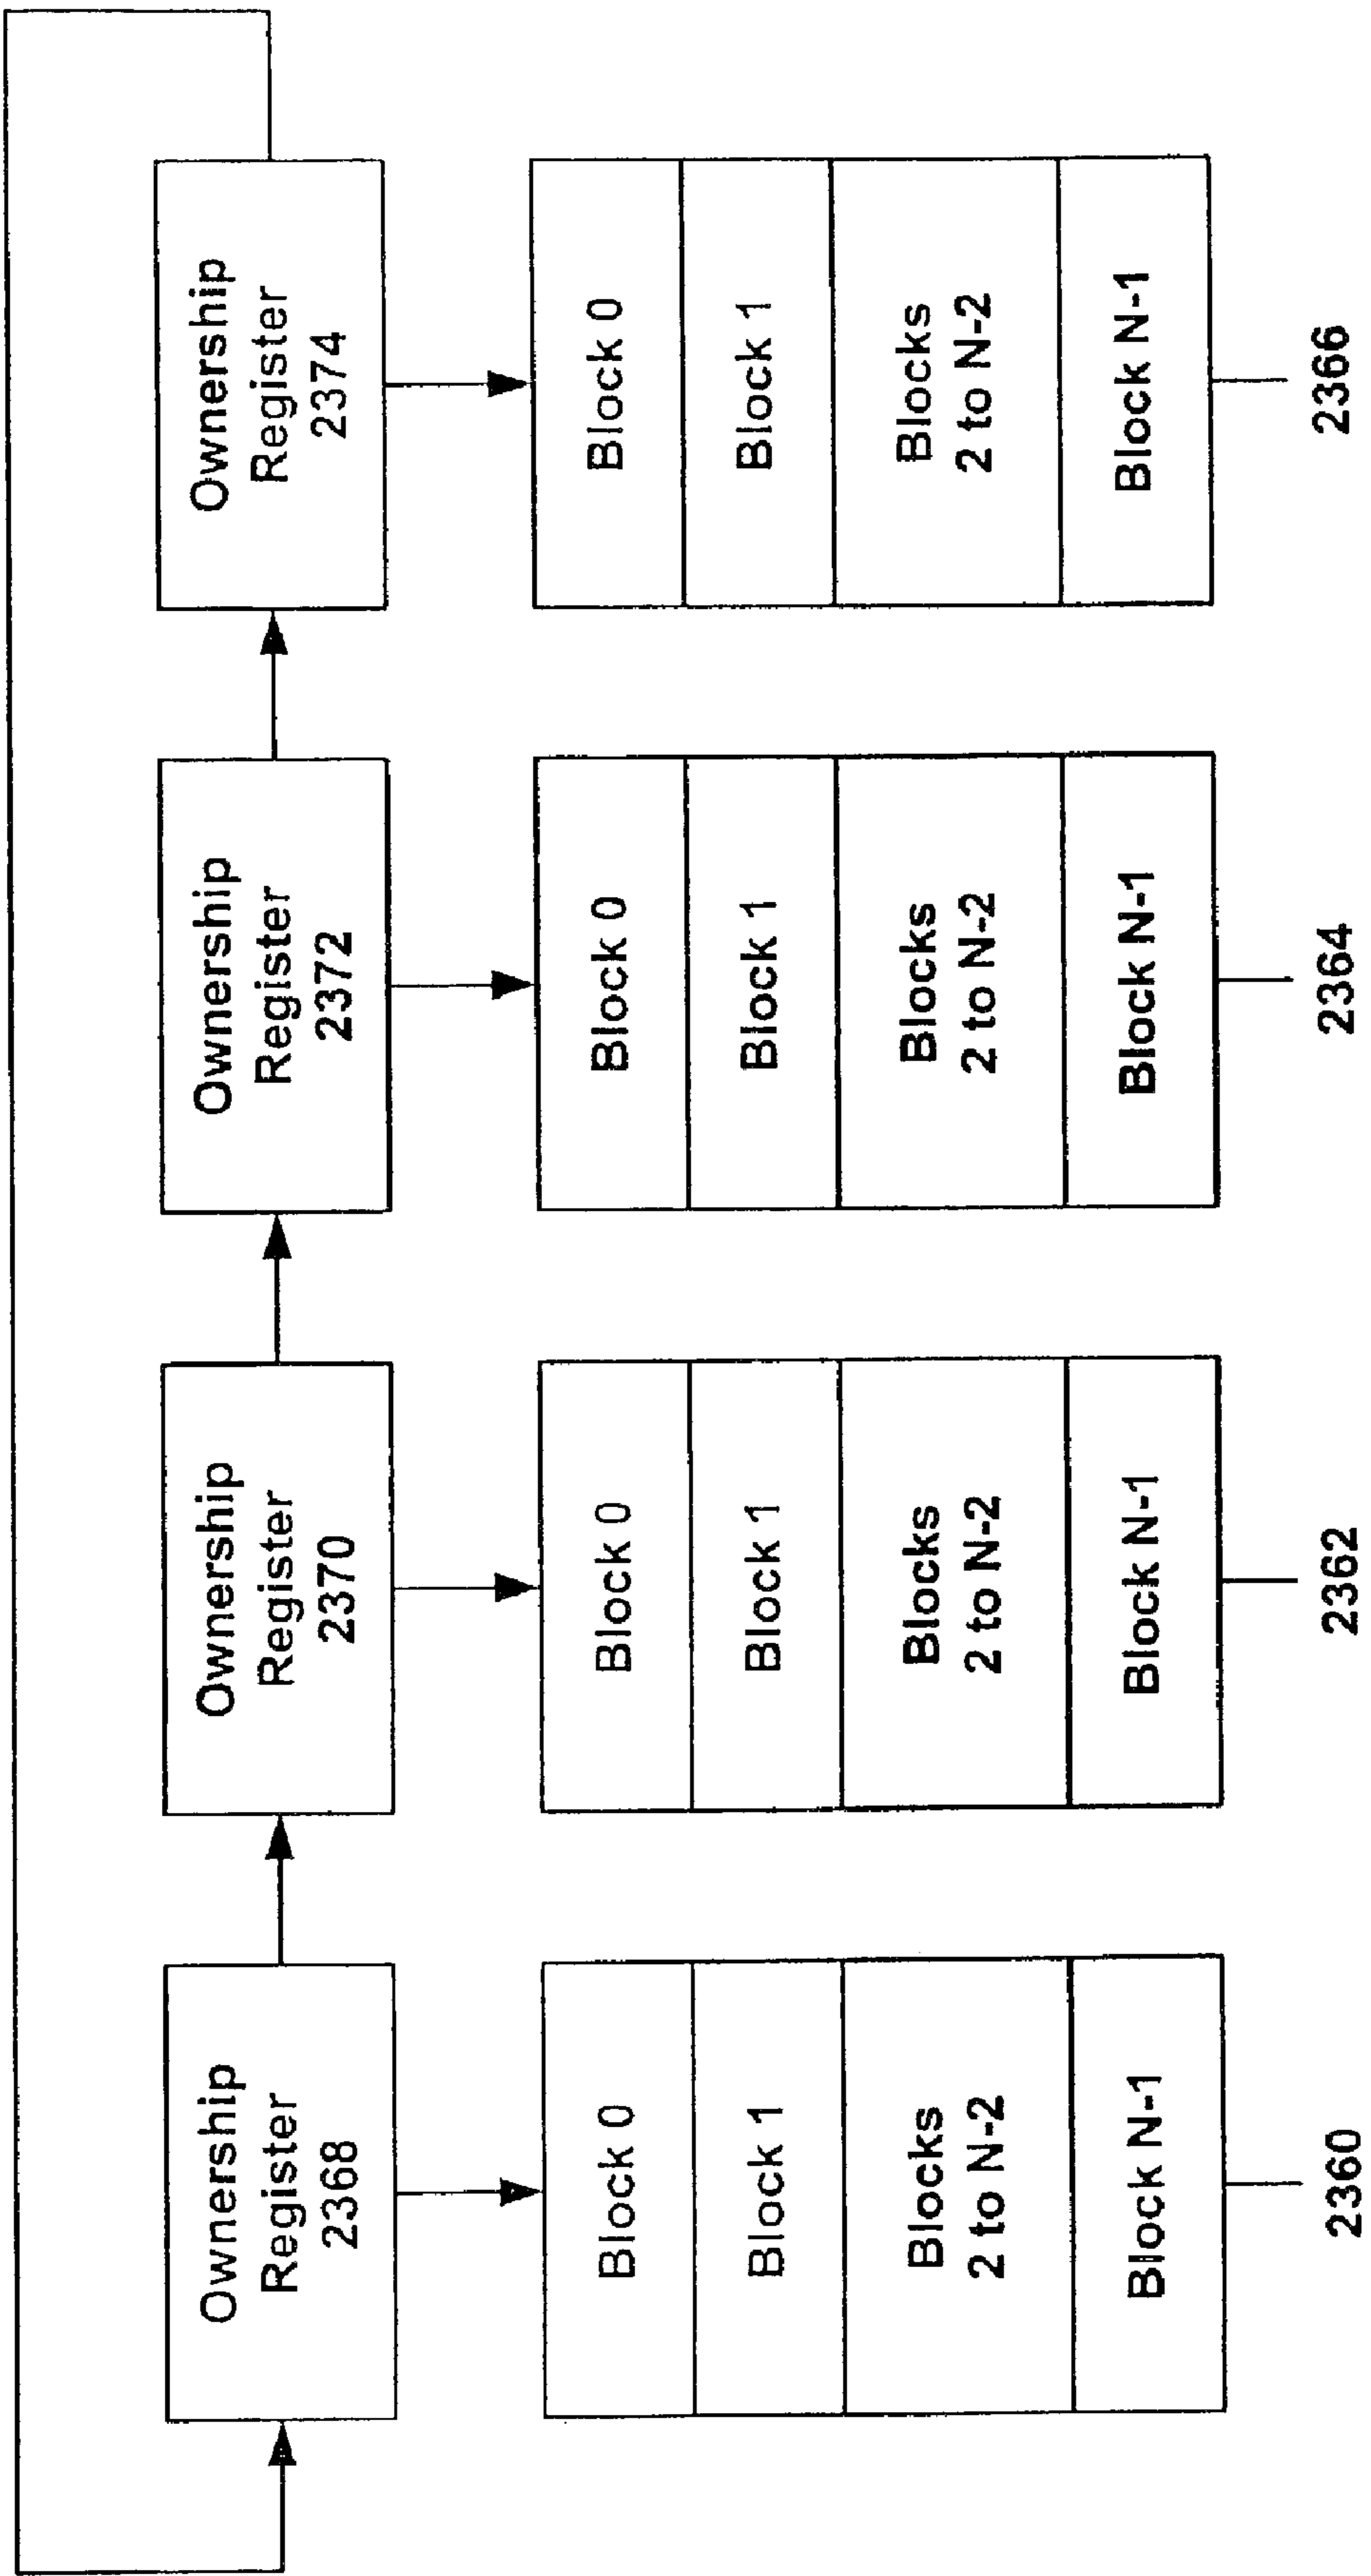 Ownership
Register
2368
Ownership
Register
2370
Ownership
Register
2372
Ownership
Register
2374
Block 0
Block 1
Blocks
2 to N-2
Block N-1
2360
Block 0
Block 1
Blocks
2 to N-2
Block N-1
2362
Block 0
Block 1
Blocks
2 to N-2
Block N-1
2364
Block 0
Block 1
Blocks
2 to N-2
Block N-1
2366